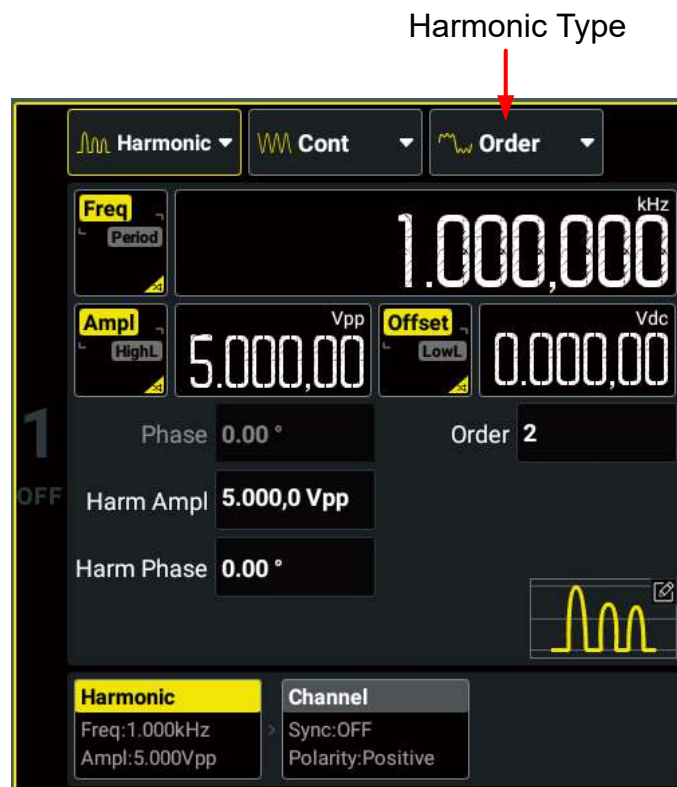 Harmonic Type
Harmonic Cont Order
Freq kHz
Period 1.000,000
Ampl Vpp Offset Vdc
HighL 5.000,00 LowL 0.000,00
1 Phase 0.00 ° Order 2
OFF Harm Ampl 5.000,0 Vpp
Harm Phase 0.00 °
Harmonic Channel
Freq:1.000kHz > Sync:OFF
Ampl:5.000Vpp Polarity:Positive